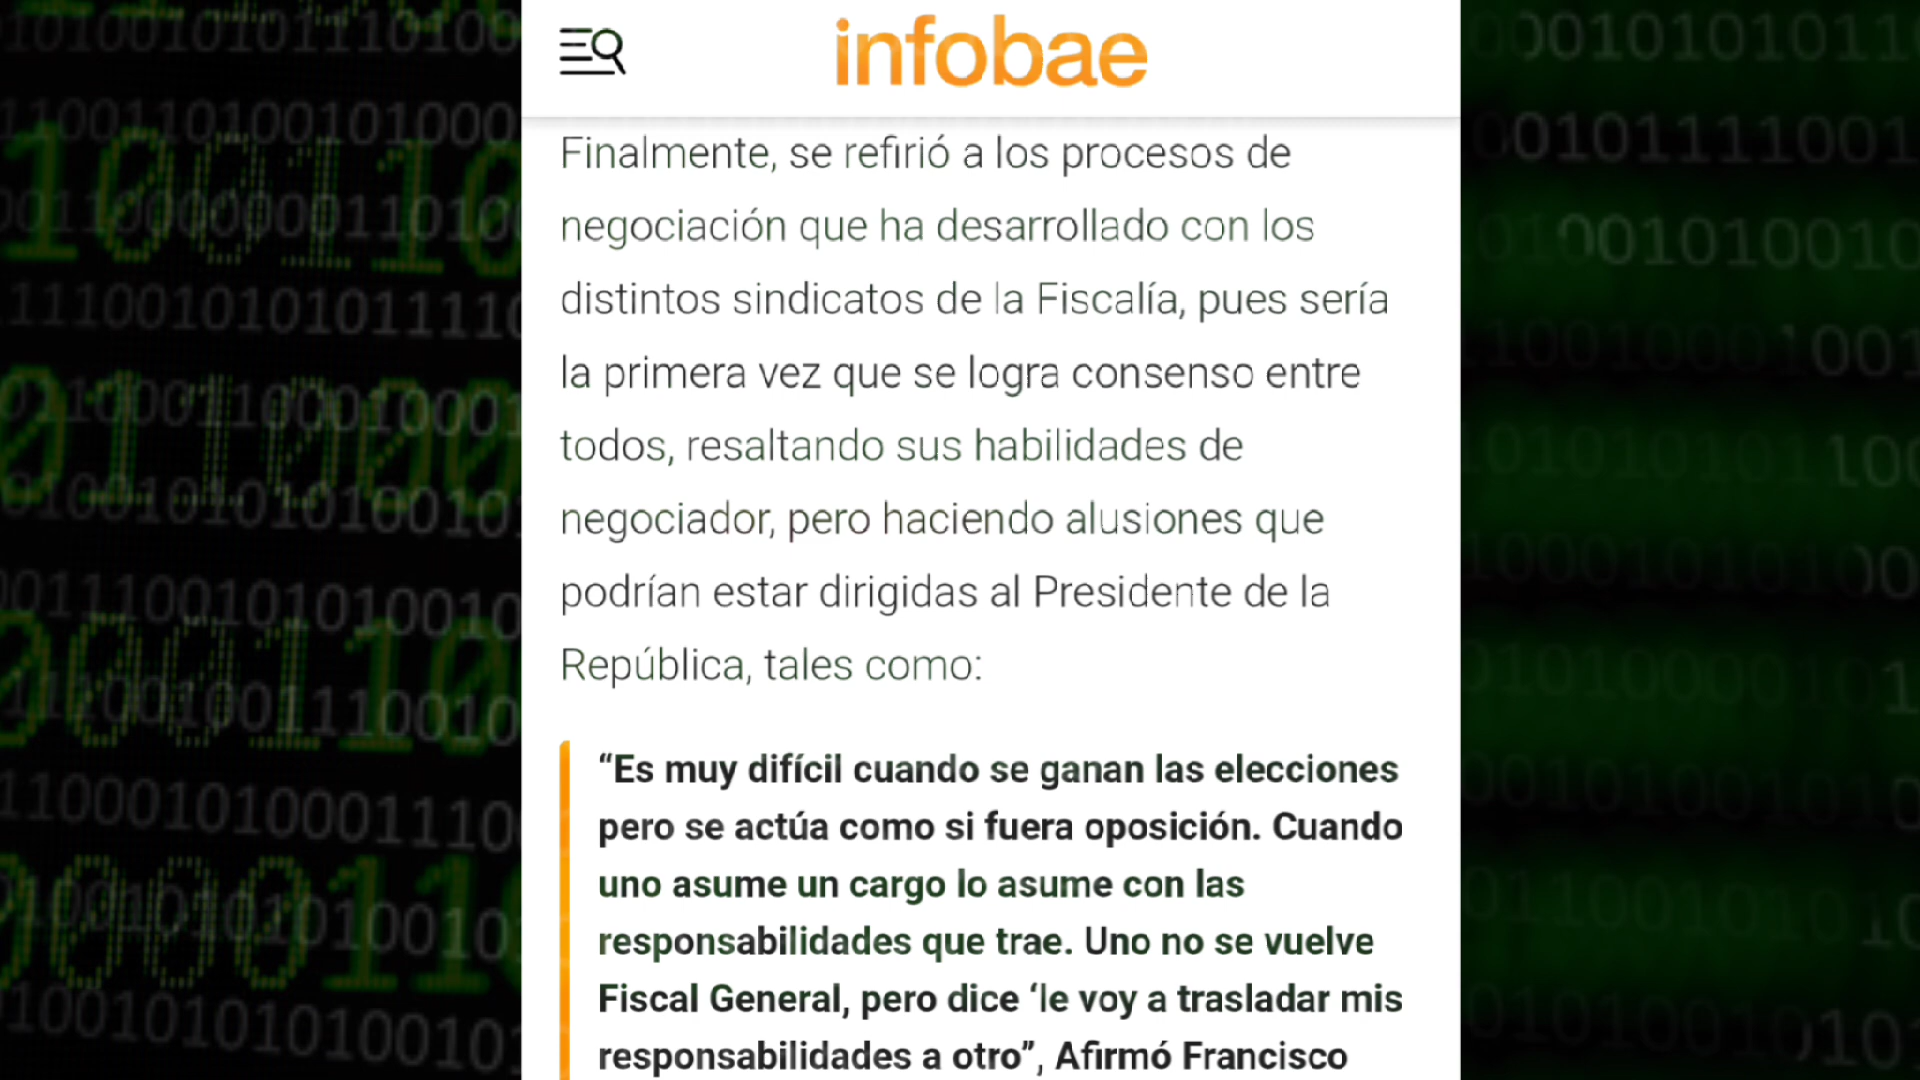 infobae
Finalmente, se refirió a los procesos de
negociación que ha desarrollado con los
distintos sindicatos de la Fiscalía, pues sería
la primera vez que se logra consenso entre
todos, resaltando sus habilidades de
negociador, pero haciendo alusiones que
podrían estar dirigidas al Presidente de la
República, tales como:
“Es muy difícil cuando se ganan las elecciones
pero se actúa como si fuera oposición. Cuando
uno asume un cargo lo asume con las
responsabilidades que trae. Uno no se vuelve
Fiscal General, pero dice ‘le voy a trasladar mis
responsabilidades a otro”, Afirmó Francisco